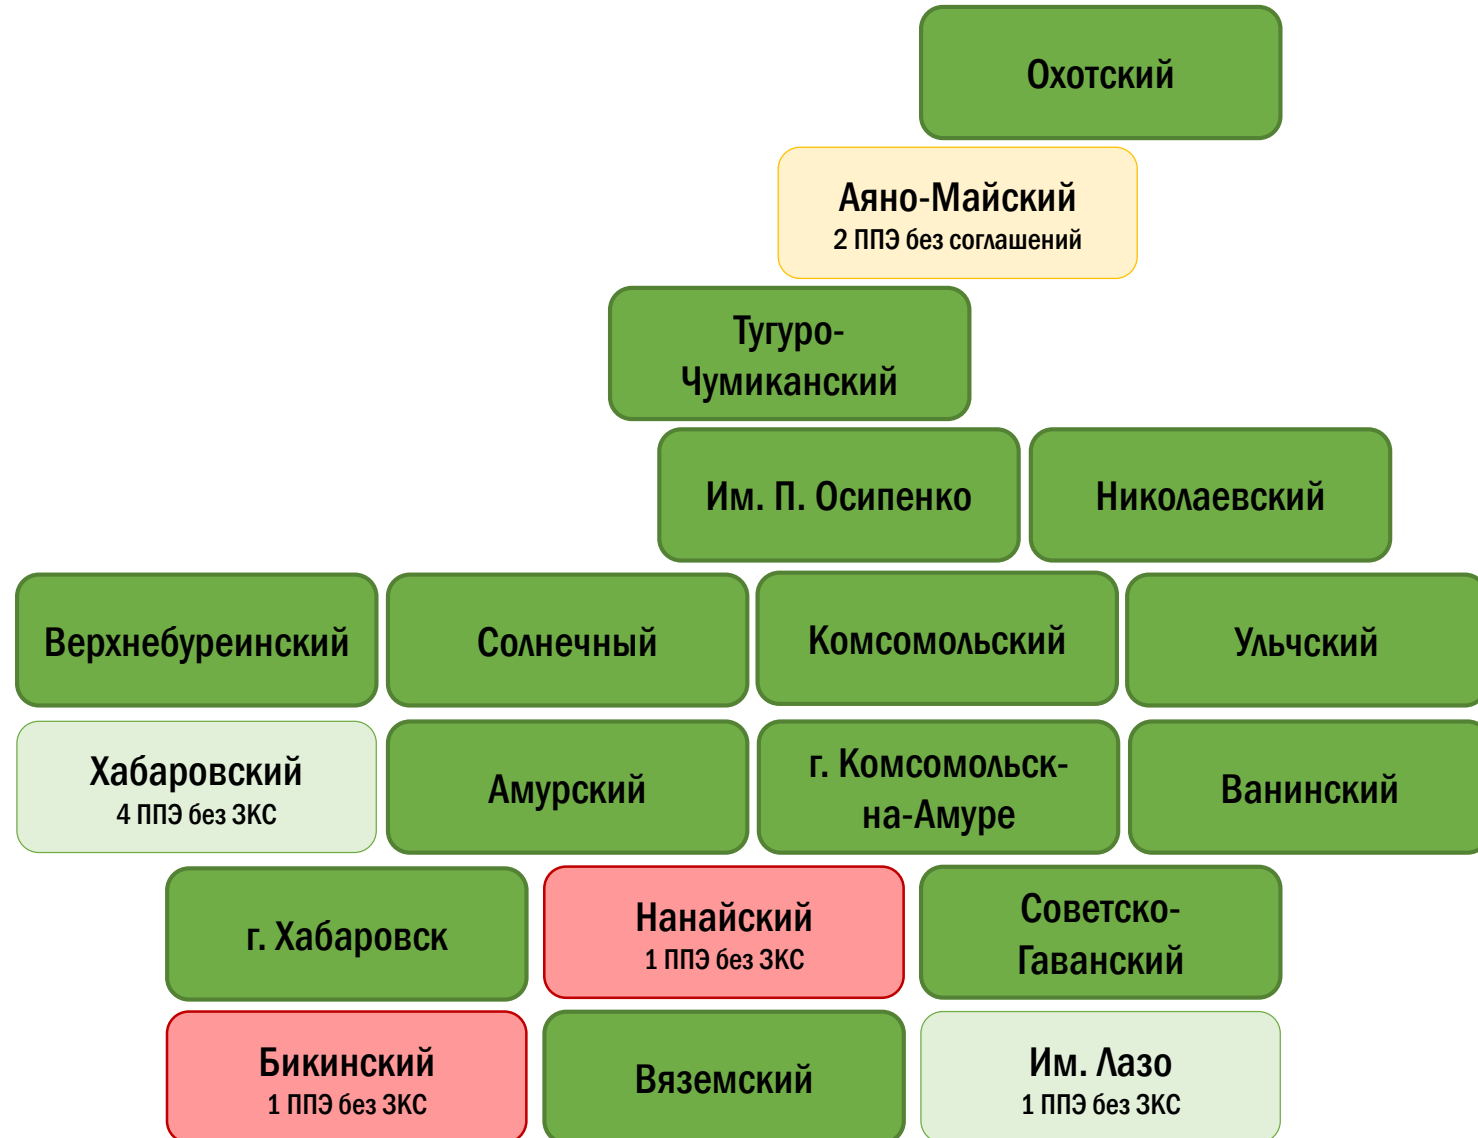 Охотский
Аяно-Майский
2 ППЭ без соглашений
Тугуро-
Чумиканский
Им. П. Осипенко
Николаевский
Верхнебуреинский
Солнечный
Комсомольский
Ульчский
Хабаровский
4 ППЭ без ЗКС
Амурский
г. Комсомольск-
на-Амуре
Ванинский
г. Хабаровск
Нанайский
1 ППЭ без ЗКС
Советско-
Гаванский
Бикинский
1 ППЭ без ЗКС
Вяземский
Им. Лазо
1 ППЭ без ЗКС